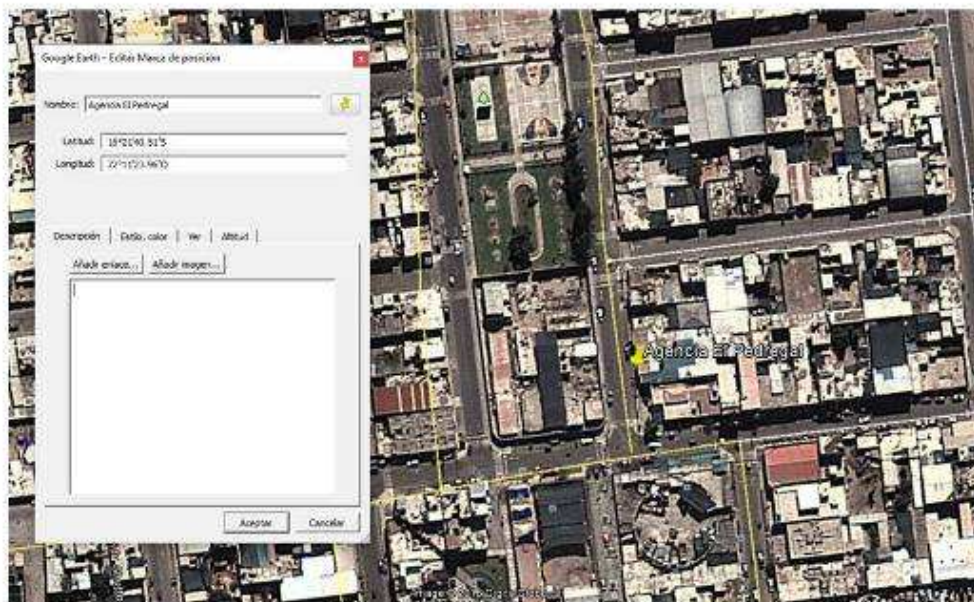 Google Earth - Editar Marca de posición
Nombre: Agencia El Pedregal
Latitud:
Longitud:
Descripción Estilo, color Ver Altitud
Añadir enlace... Añadir imagen...
Aceptar Cancelar
Agencia El Pedregal